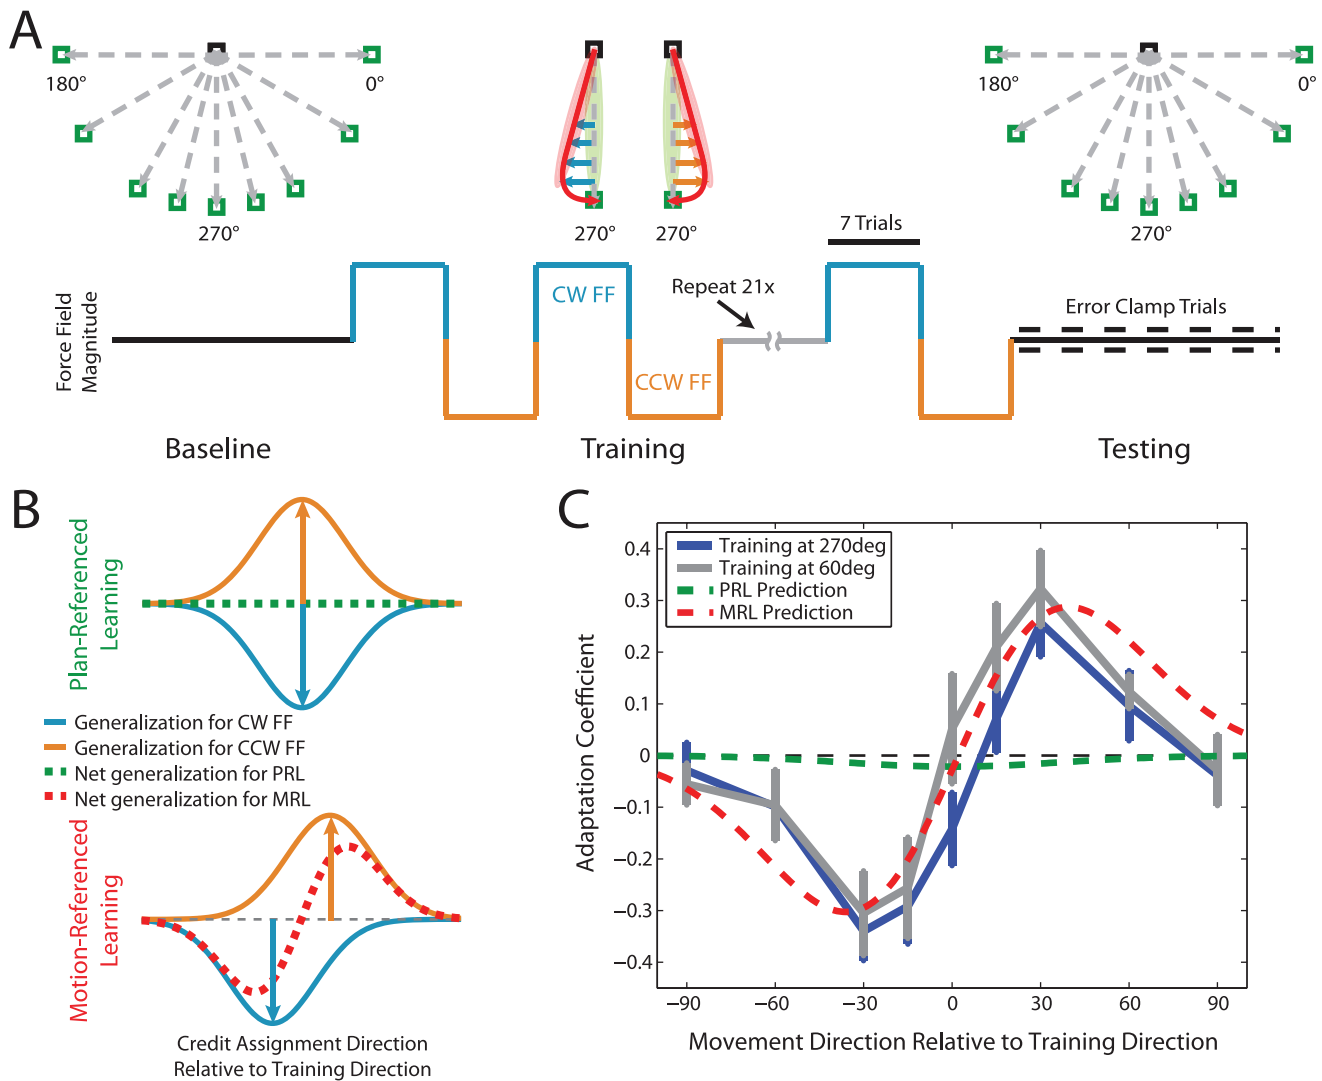 A
180°
0°
270°
270°
270°
180°
0°
270°
7 Trials
Force Field
Magnitude
CW FF
CCW FF
Repeat 21x
Error Clamp Trials
Baseline
Training
Testing
B
Plan-Referenced
Learning
Generalization for CW FF
Generalization for CCW FF
Net generalization for PRL
Net generalization for MRL
Motion-Referenced
Learning
Credit Assignment Direction
Relative to Training Direction
C
Training at 270deg
Training at 60deg
PRL Prediction
MRL Prediction
Adaptation Coefficient
0.4
0.3
0.2
0.1
0
−0.1
−0.2
−0.3
−0.4
−90
−60
−30
0
30
60
90
Movement Direction Relative to Training Direction